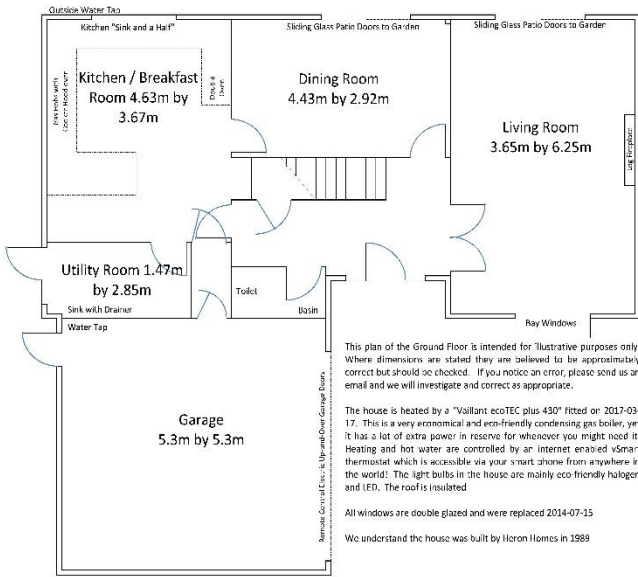 Outside Water Tap
Kitchen "Sink and a Half"
Sliding Glass Patio Doors to Garden
Sliding Glass Patio Doors to Garden
Kitchen / Breakfast
Room 4.63m by
3.67m
Gas Hobs with
Cooker Hood over
Double
Oven
Dining Room
4.43m by 2.92m
Living Room
3.65m by 6.25m
Log Fireplace
Utility Room 1.47m
by 2.85m
Sink with Drainer
Water Tap
Toilet
Basin
Bay Windows
Garage
5.3m by 5.3m
Remote Control Electric Up-and-Over Garage Doors
This plan of the Ground Floor is intended for illustrative purposes only
Where dimensions are stated they are believed to be approximately
correct but should be checked. If you notice an error, please send us an
email and we will investigate and correct as appropriate.
The house is heated by a "Vaillant ecoTEC plus 430" fitted on 2017-03-
17. This is a very economical and eco-friendly condensing gas boiler, yet
it has a lot of extra power in reserve for whenever you might need it
Heating and hot water are controlled by an internet enabled vSmart
thermostat which is accessible via your smart phone from anywhere in
the world! The light bulbs in the house are mainly eco-friendly halogen
and LED. The roof is insulated
All windows are double glazed and were replaced 2014-07-15
We understand the house was built by Heron Homes in 1989